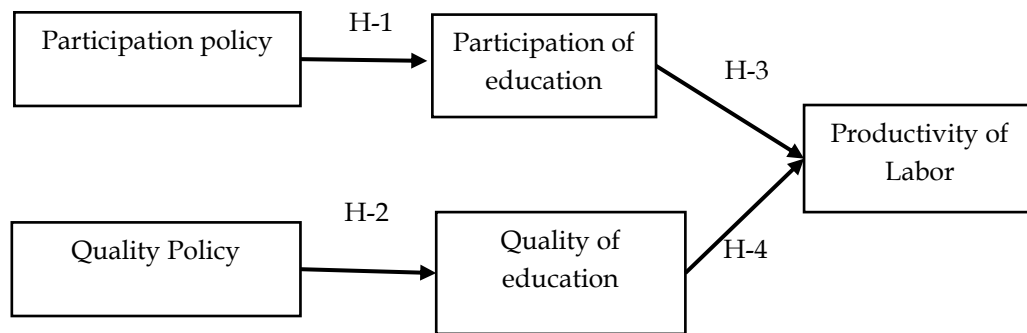 Participation policy
H-1
Participation of
education
H-3
Productivity of
Labor
H-2
Quality Policy
Quality of
education
H-4